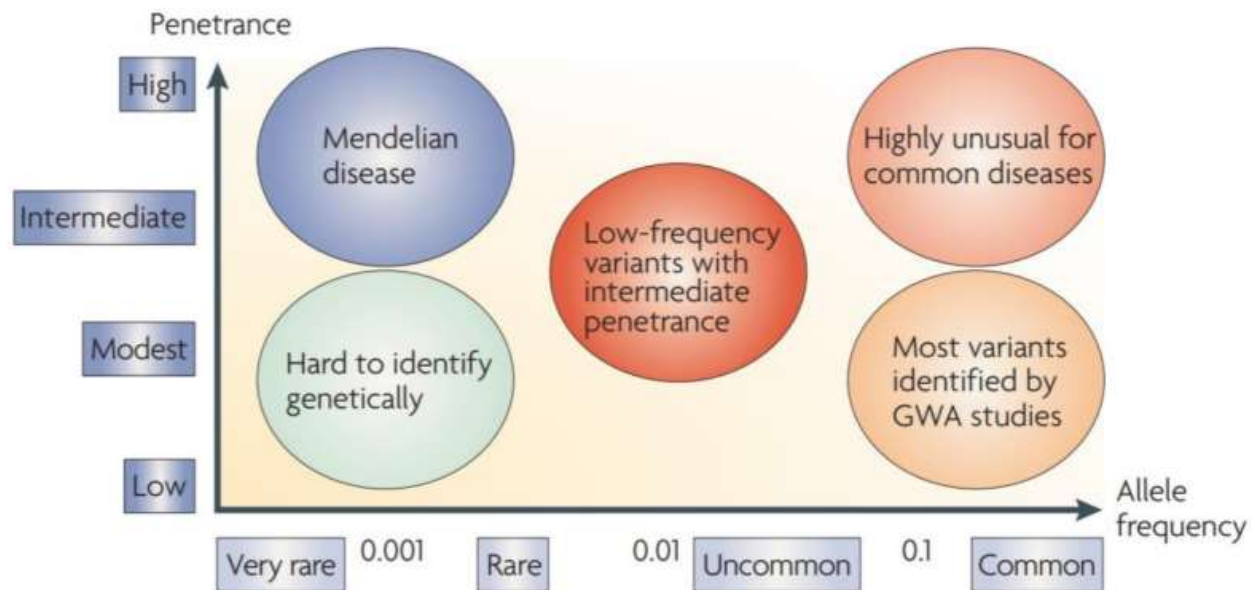 Penetrance
High
Intermediate
Modest
Low
Mendelian
disease
Highly unusual for
common diseases
Low-frequency
variants with
intermediate
penetrance
Hard to identify
genetically
Most variants
identified by
GWA studies
Allele
frequency
Very rare
0.001
Rare
0.01
Uncommon
0.1
Common